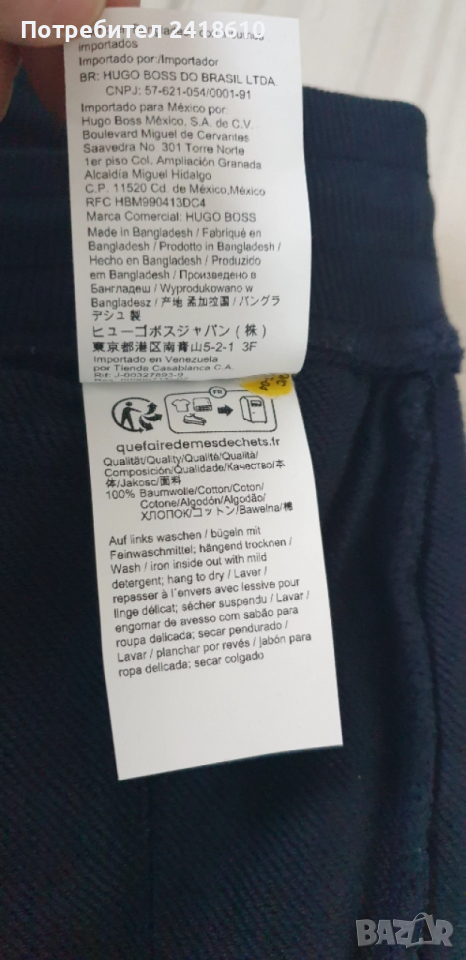 Потребител 2418610
importados
Importado por:/Importador
BR: HUGO BOSS DO BRASIL LTDA.
CNPJ: 57-621-054/0001-91
Importado para México por:
Hugo Boss México, S.A. de C.V.
Boulevard Miguel de Cervantes
Saavedra No. 301 Torre Norte
1er piso Col. Ampliación Granada
Alcaldía Miguel Hidalgo
C.P. 11520 Cd. de México,México
RFC HBM990413DC4
Marca Comercial: HUGO BOSS
Made in Bangladesh / Fabriqué en
Bangladesh / Prodotto in Bangladesh /
Hecho en Bangladesh / Produzido
em Bangladesh / Произведено в
Бангладеш / Wyprodukowano w
Bangladesz / 产地 孟加拉国 / バングラ
デシュ 製
ヒューゴボスジャパン ( 株 )
東京都港区南青山5-2-1 3F
Importado en Venezuela
por Tienda Casablanca C.A.
Rif: J-00327893-9
FR
quefairedemesdechets.fr
Qualität/Quality/Qualité/Qualità/
Composición/Qualidade/Качество/本
体/Jakosc/面料
100% Baumwolle/Cotton/Coton/
Cotone/Algodón/Algodão/
ХЛОПОК/コットン/Bawelna/棉
Auf links waschen / bügeln mit
Feinwaschmittel; hängend trocknen /
Wash / iron inside out with mild
detergent; hang to dry / Laver /
repasser à l´envers avec lessive pour
linge délicat; sécher suspendu / Lavar /
engomar de avesso com sabão para
roupa delicada; secar pendurado /
Lavar / planchar por revés / jabón para
ropa delicada; secar colgado
BAZAR